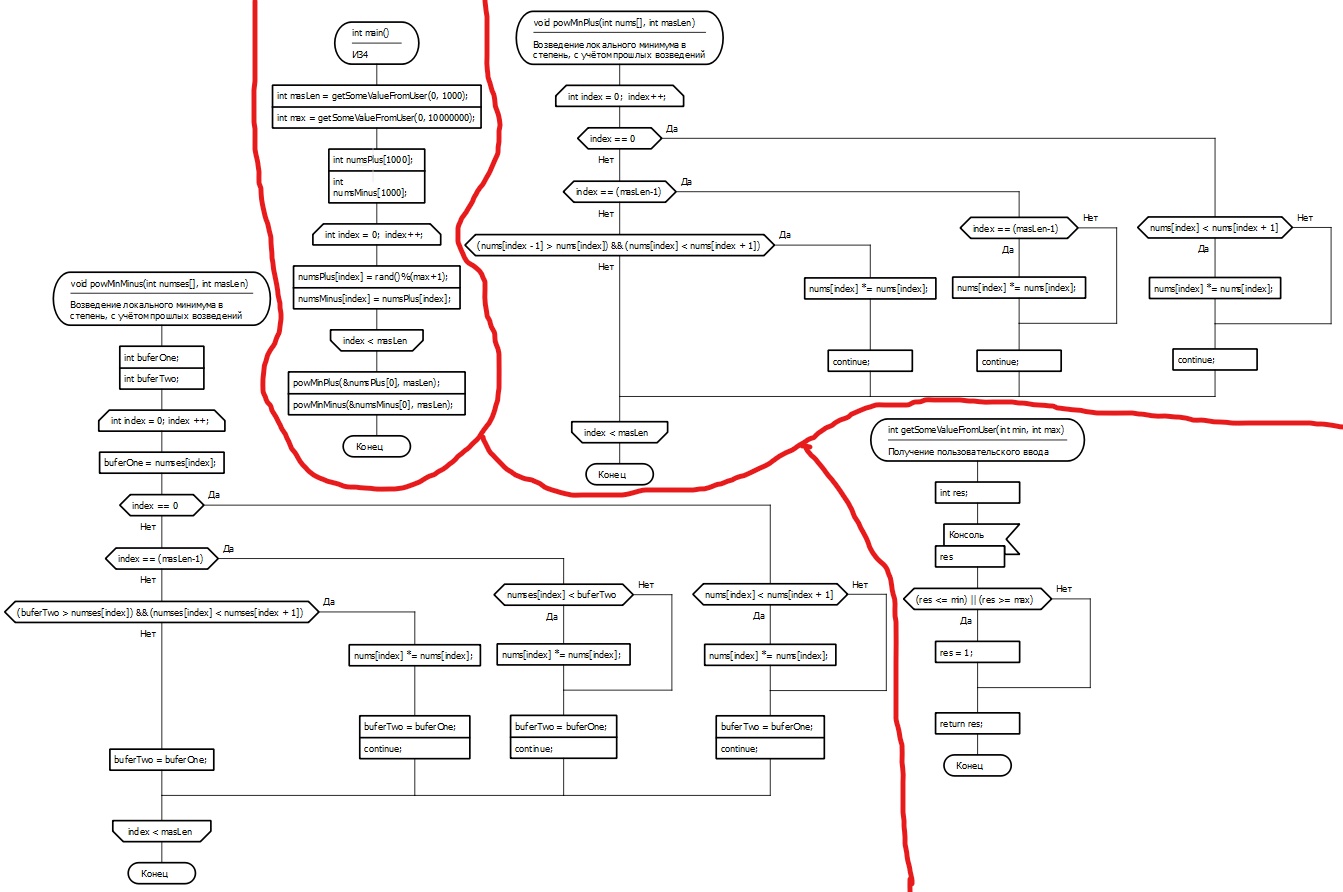 int main()
ИЗ4
int masLen = getSomeValueFromUser(0, 1000);
int max = getSomeValueFromUser(0, 10000000);
int numsPlus[1000];
int
numsMinus[1000];
int index = 0; index++;
numsPlus[index] = rand()%(max+1);
numsMinus[index] = numsPlus[index];
index < masLen
powMinPlus(&numsPlus[0], masLen);
powMinMinus(&numsMinus[0], masLen);
Конец
void powMinPlus(int nums[], int masLen)
Возведение локального минимума в
степень, с учётом прошлых возведений
int index = 0; index++;
index == 0
Да
Нет
index == (masLen-1)
Да
Нет
(nums[index - 1] > nums[index]) && (nums[index] < nums[index + 1])
Да
Нет
nums[index] *= nums[index];
continue;
index == (masLen-1)
Нет
Да
nums[index] *= nums[index];
continue;
nums[index] < nums[index + 1]
Нет
Да
nums[index] *= nums[index];
continue;
index < masLen
Конец
void powMinMinus(int numses[], int masLen)
Возведение локального минимума в
степень, с учётом прошлых возведений
int buferOne;
int buferTwo;
int index = 0; index ++;
buferOne = numses[index];
index == 0
Да
Нет
index == (masLen-1)
Да
Нет
(buferTwo > numses[index]) && (numses[index] < numses[index + 1])
Да
Нет
nums[index] *= nums[index];
buferTwo = buferOne;
continue;
numses[index] < buferTwo
Нет
Да
nums[index] *= nums[index];
buferTwo = buferOne;
continue;
nums[index] < nums[index + 1]
Нет
Да
nums[index] *= nums[index];
buferTwo = buferOne;
continue;
buferTwo = buferOne;
index < masLen
Конец
int getSomeValueFromUser(int min, int max)
Получение пользовательского ввода
int res;
Консоль
res
(res <= min) || (res >= max)
Нет
Да
res = 1;
return res;
Конец